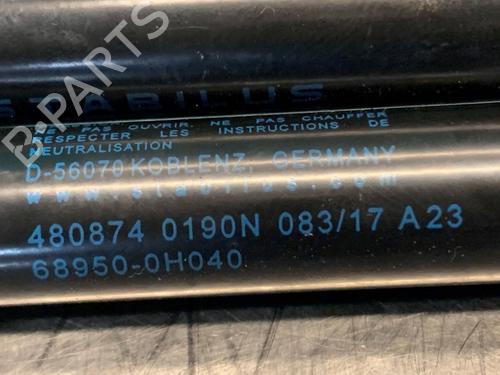 STABILUS
NE PAS OUVRIR. NE PAS CHAUFFER
RESPECTER LES INSTRUCTIONS DE
NEUTRALISATION
D-56070 KOBLENZ, GERMANY
www.stabilus.com
480874 0190N 083/17 A23
68950-0H040
B-PARTS